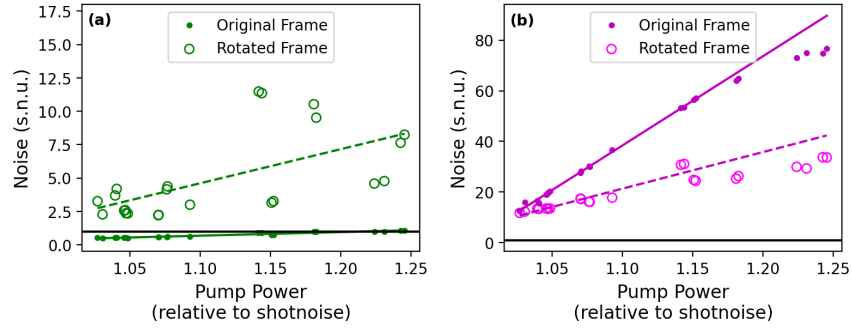 (a)
Original Frame
Rotated Frame
17.5
15.0
12.5
10.0
7.5
5.0
2.5
0.0
Noise (s.n.u.)
1.05
1.10
1.15
1.20
1.25
Pump Power
(relative to shotnoise)
(b)
Original Frame
Rotated Frame
80
60
40
20
0
Noise (s.n.u.)
1.05
1.10
1.15
1.20
1.25
Pump Power
(relative to shotnoise)